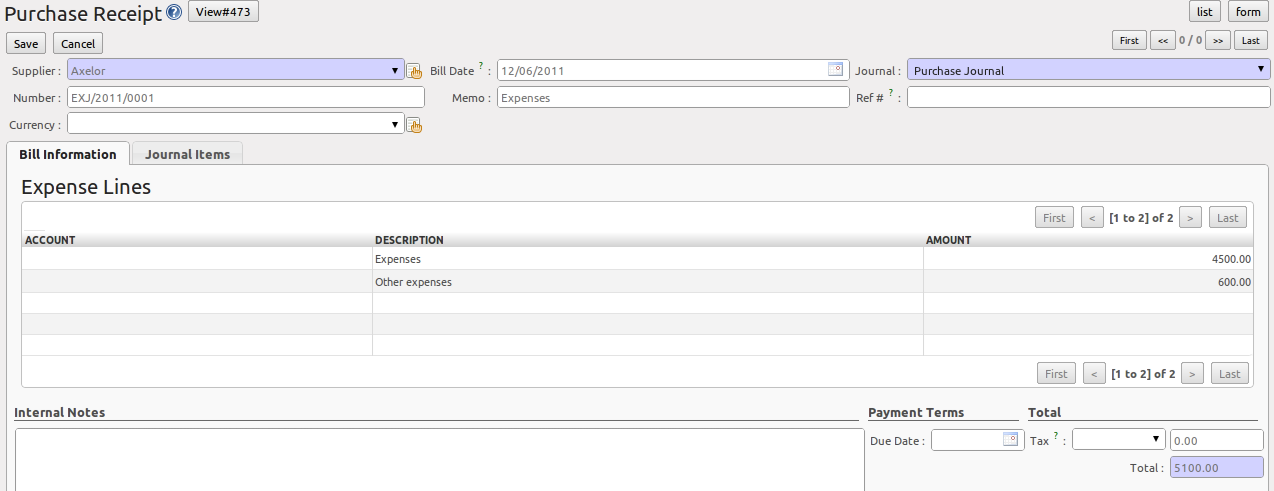 Purchase Receipt ? View#473 list form
Save Cancel First << 0 / 0 >> Last
Supplier : Axelor Bill Date ? : 12/06/2011 Journal : Purchase Journal
Number : EXJ/2011/0001 Memo : Expenses Ref # ? :
Currency :
Bill Information Journal Items
Expense Lines
First < [1 to 2] of 2 > Last
ACCOUNT DESCRIPTION AMOUNT
Expenses 4500.00
Other expenses 600.00
First < [1 to 2] of 2 > Last
Internal Notes Payment Terms Total
Due Date : Tax ? : 0.00
Total : 5100.00